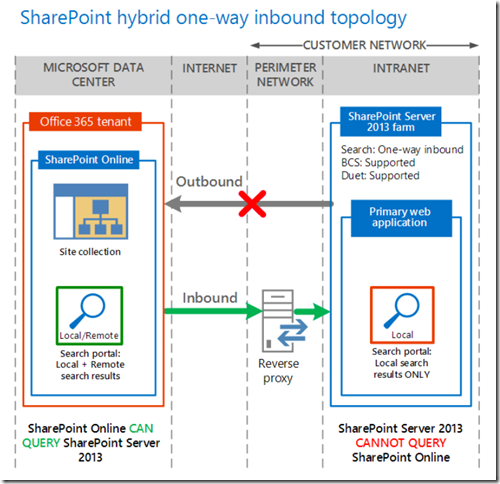 SharePoint hybrid one-way inbound topology
CUSTOMER NETWORK
MICROSOFT DATA
CENTER
INTERNET
PERIMETER
NETWORK
INTRANET
Office 365 tenant
SharePoint Online
Site collection
Local/Remote
Search portal:
Local + Remote
search results
Outbound
Inbound
Reverse
proxy
SharePoint Server
2013 farm
Search: One-way inbound
BCS: Supported
Duet: Supported
Primary web
application
Local
Search portal:
Local search
results ONLY
SharePoint Online CAN
QUERY SharePoint Server
2013
SharePoint Server 2013
CANNOT QUERY
SharePoint Online